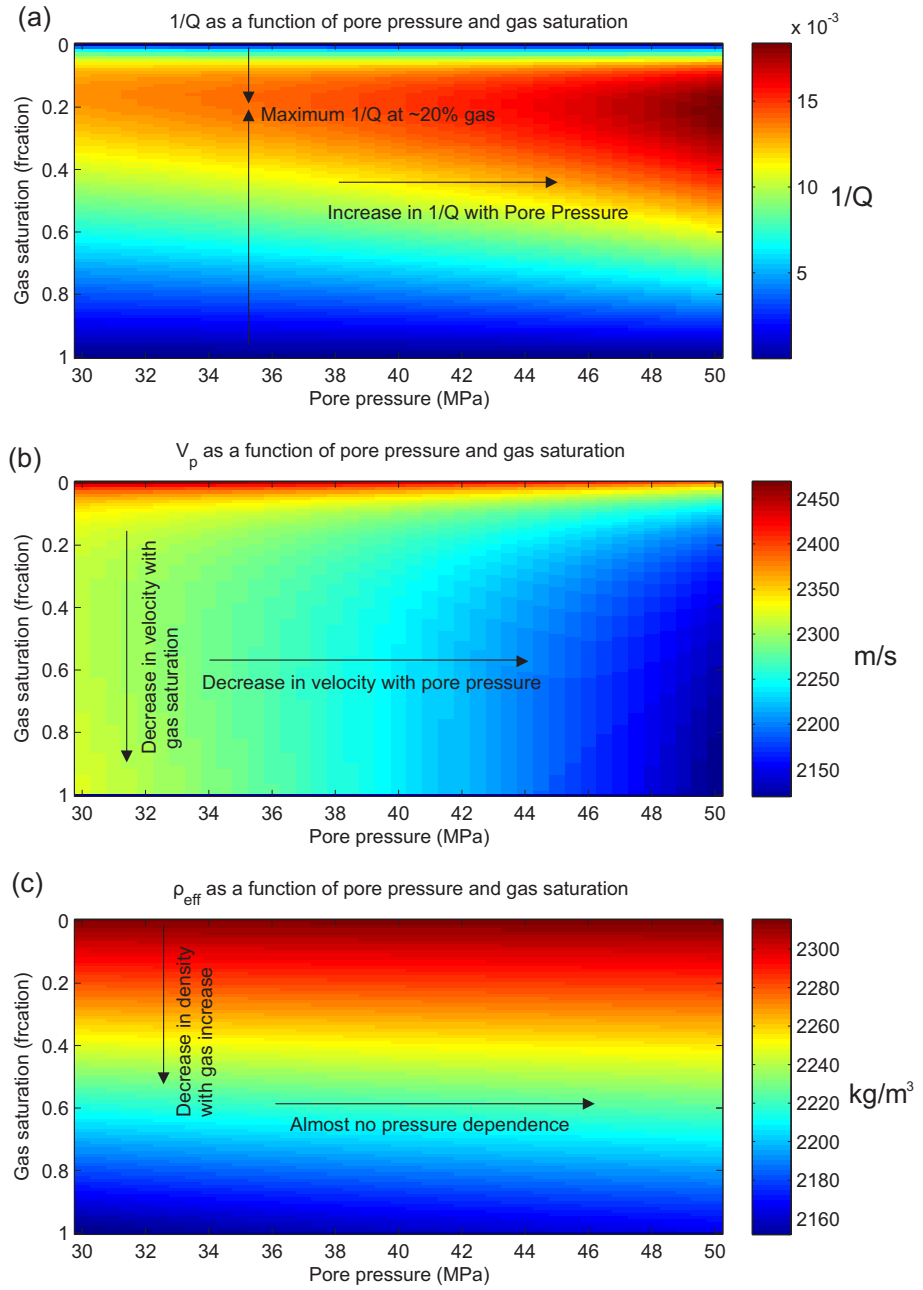 (a)
1/Q as a function of pore pressure and gas saturation
x 10⁻³
0
0.2
0.4
0.6
0.8
1
Gas saturation (frcation)
Maximum 1/Q at ~20% gas
Increase in 1/Q with Pore Pressure
30 32 34 36 38 40 42 44 46 48 50
Pore pressure (MPa)
15
10
5
1/Q
(b)
Vₚ as a function of pore pressure and gas saturation
0
0.2
0.4
0.6
0.8
1
Gas saturation (frcation)
Decrease in velocity with
gas saturation
Decrease in velocity with pore pressure
30 32 34 36 38 40 42 44 46 48 50
Pore pressure (MPa)
2450
2400
2350
2300
2250
2200
2150
m/s
(c)
ρeff as a function of pore pressure and gas saturation
0
0.2
0.4
0.6
0.8
1
Gas saturation (frcation)
Decrease in density
with gas increase
Almost no pressure dependence
30 32 34 36 38 40 42 44 46 48 50
Pore pressure (MPa)
2300
2280
2260
2240
2220
2200
2180
2160
kg/m³